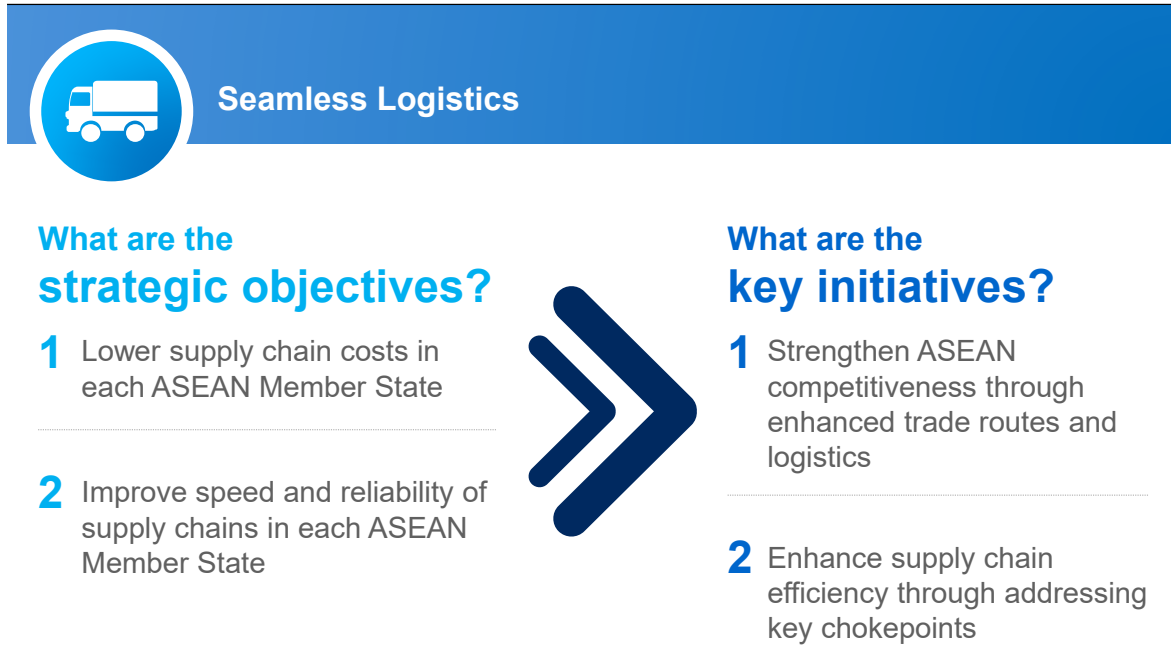 Seamless Logistics
What are the
strategic objectives?
1 Lower supply chain costs in
each ASEAN Member State
2 Improve speed and reliability of
supply chains in each ASEAN
Member State
What are the
key initiatives?
1 Strengthen ASEAN
competitiveness through
enhanced trade routes and
logistics
2 Enhance supply chain
efficiency through addressing
key chokepoints